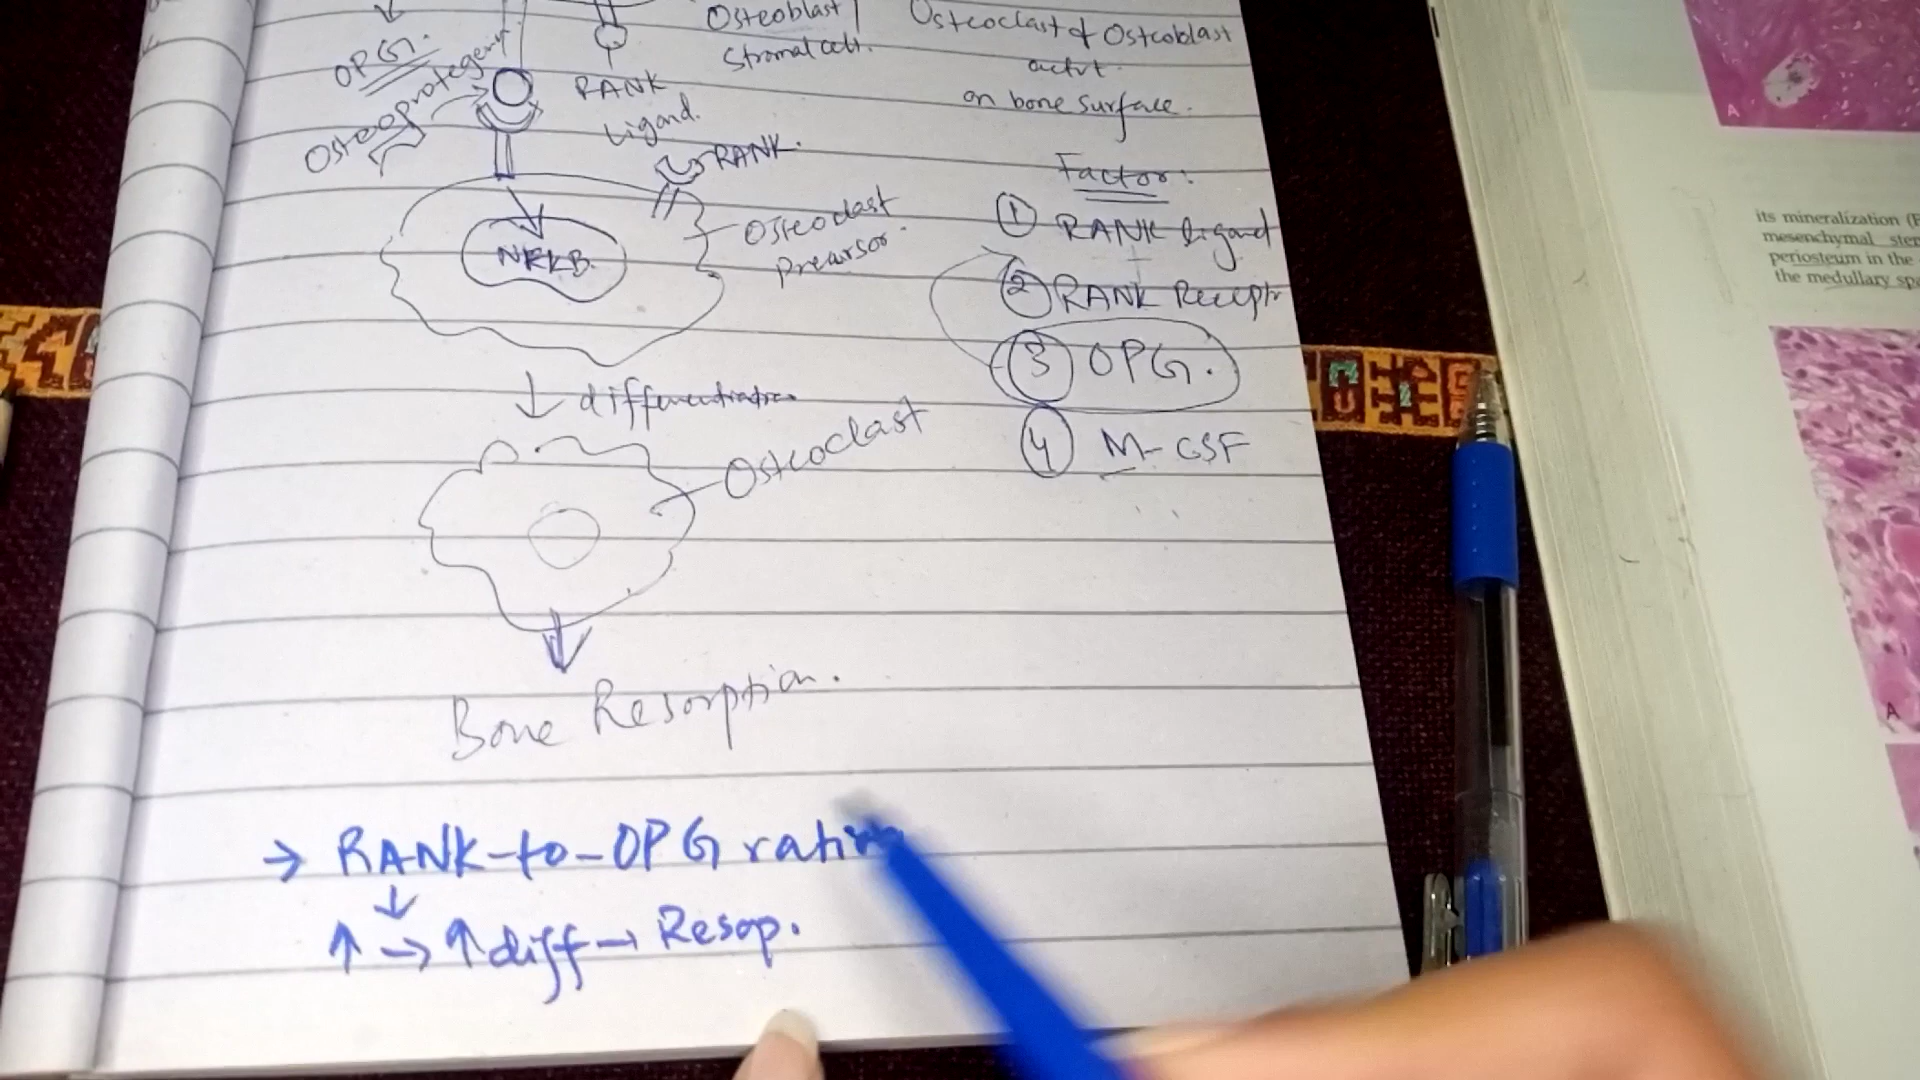 Osteoblast
Stromal cell.
Osteoclast & Osteoblast
actvt
on bone surface.
OPG.
Osteoprotegerin
RANK
Ligand.
RANK.
Osteoclast
Precursor.
NFKB.
Factor:
① RANK ligand
② RANK Receptr
③ OPG.
④ M-CSF
↓ differentiation
Osteoclast
Bone Resorption.
→ RANK-to-OPG ratio
↓
↑ → ↑ diff → Resop.
its mineralization (F
mesenchymal stem
periosteum in the
the medullary spa
A
A